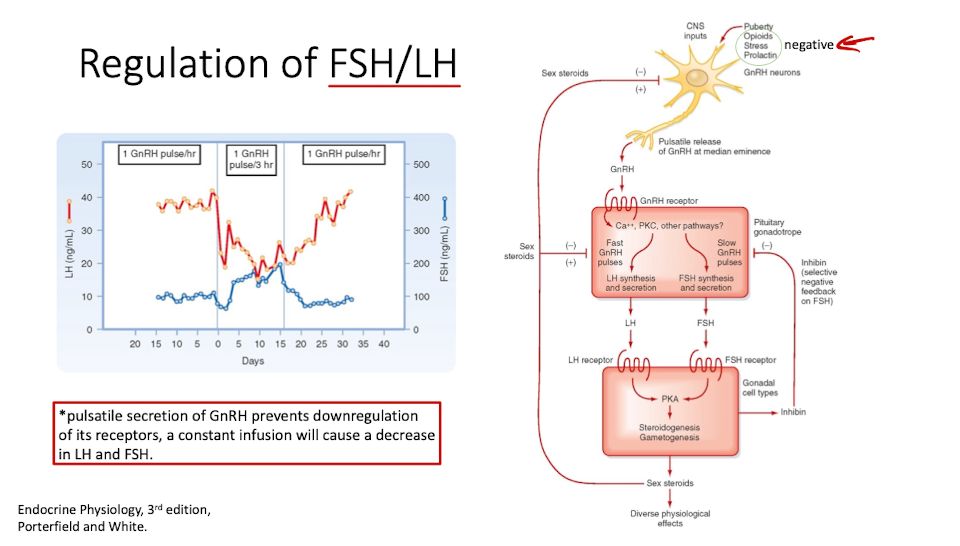 Regulation of FSH/LH
1 GnRH pulse/hr
1 GnRH
pulse/3 hr
1 GnRH pulse/hr
50
40
30
20
10
0
LH (ng/mL)
500
400
300
200
100
0
FSH (ng/mL)
20 15 10 5 0 5 10 15 20 25 30 35 40
Days
*pulsatile secretion of GnRH prevents downregulation
of its receptors, a constant infusion will cause a decrease
in LH and FSH.
Endocrine Physiology, 3rd edition,
Porterfield and White.
CNS
inputs
Puberty
Opioids
Stress
Prolactin
negative
GnRH neurons
Sex steroids
(–)
(+)
Pulsatile release
of GnRH at median eminence
GnRH
GnRH receptor
Ca++, PKC, other pathways?
Pituitary
gonadotrope
Fast
GnRH
pulses
Slow
GnRH
pulses
LH synthesis
and secretion
FSH synthesis
and secretion
Sex
steroids
(–)
(+)
(–)
Inhibin
(selective
negative
feedback
on FSH)
LH
FSH
LH receptor
FSH receptor
PKA
Gonadal
cell types
Steroidogenesis
Gametogenesis
Inhibin
Sex steroids
Diverse physiological
effects